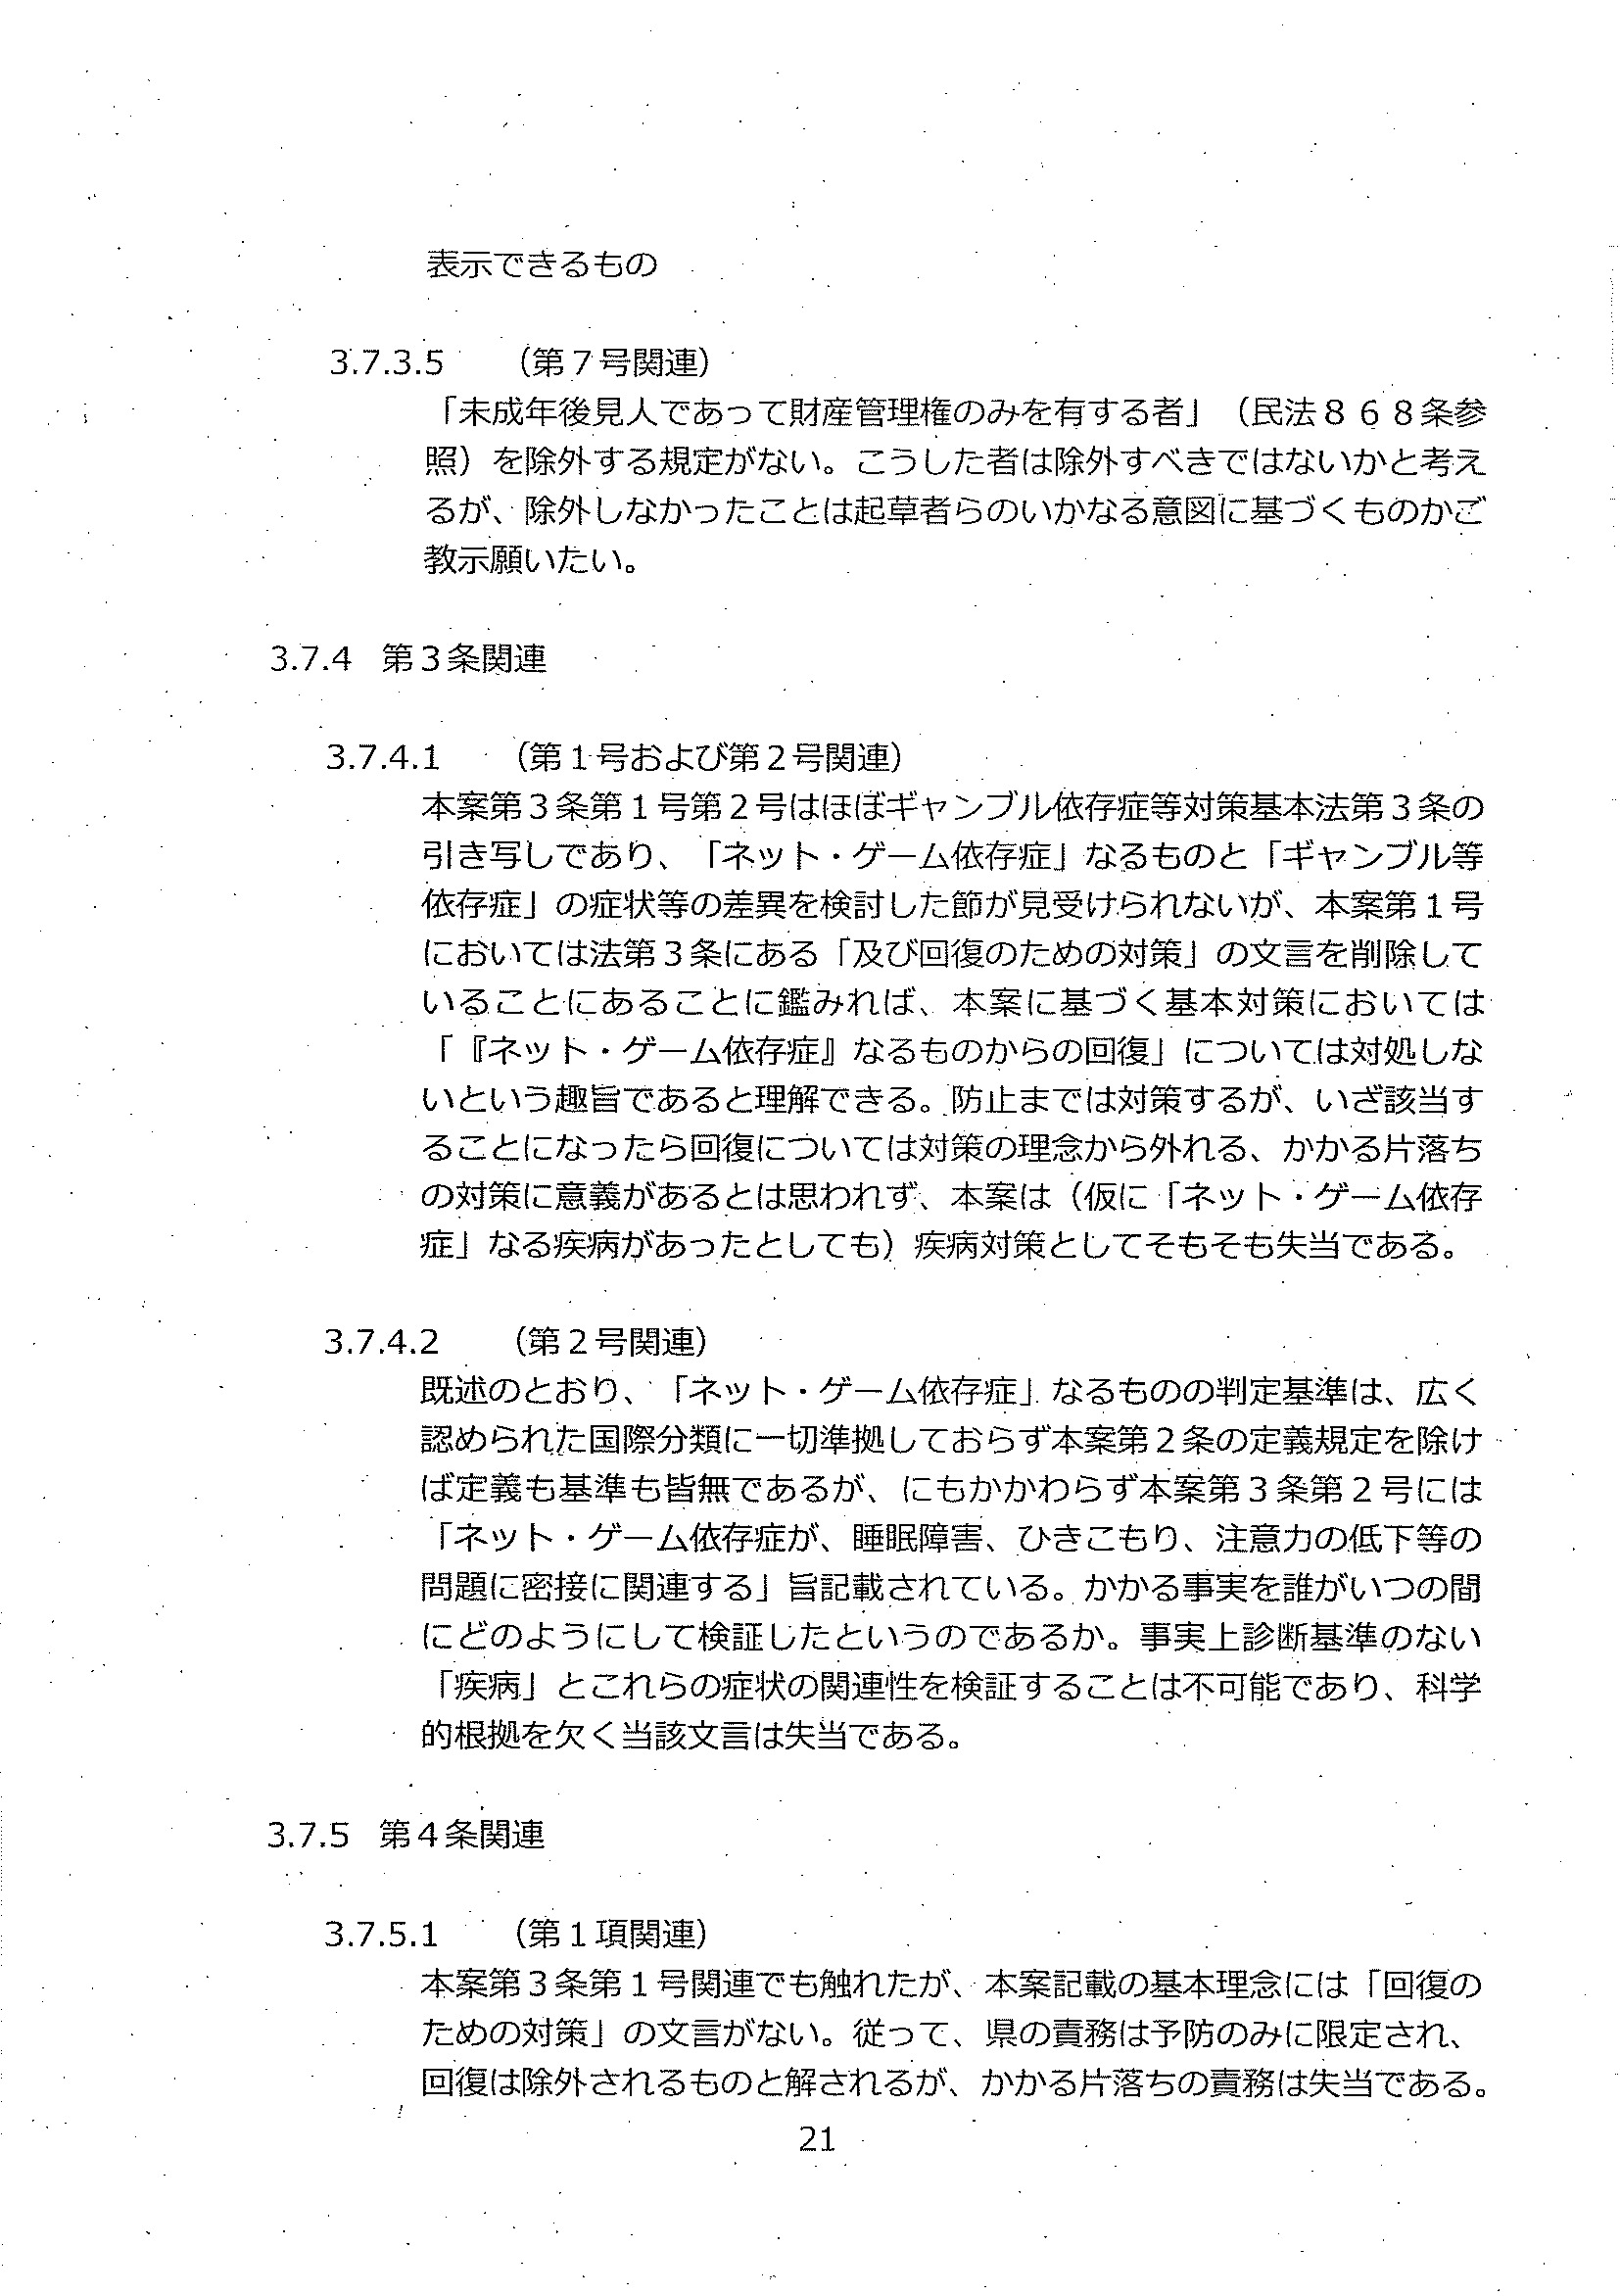 表示できるもの
3.7.3.5　（第７号関連）
「未成年後見人であって財産管理権のみを有する者」（民法８６８条参
照）を除外する規定がない。こうした者は除外すべきではないかと考え
るが、除外しなかったことは起草者らのいかなる意図に基づくものかご
教示願いたい。
3.7.4　第３条関連
3.7.4.1　（第１号および第２号関連）
本案第３条第１号第２号はほぼギャンブル依存症等対策基本法第３条の
引き写しであり、「ネット・ゲーム依存症」なるものと「ギャンブル等
依存症」の症状等の差異を検討した節が見受けられないが、本案第１号
においては法第３条にある「及び回復のための対策」の文言を削除して
いることにあることに鑑みれば、本案に基づく基本対策においては
「『ネット・ゲーム依存症』なるものからの回復」については対処しな
いという趣旨であると理解できる。防止までは対策するが、いざ該当す
ることになったら回復については対策の理念から外れる、かかる片落ち
の対策に意義があるとは思われず、本案は（仮に「ネット・ゲーム依存
症」なる疾病があったとしても）疾病対策としてそもそも失当である。
3.7.4.2　（第２号関連）
既述のとおり、「ネット・ゲーム依存症」なるものの判定基準は、広く
認められた国際分類に一切準拠しておらず本案第２条の定義規定を除け
ば定義も基準も皆無であるが、にもかかわらず本案第３条第２号には
「ネット・ゲーム依存症が、睡眠障害、ひきこもり、注意力の低下等の
問題に密接に関連する」旨記載されている。かかる事実を誰がいつの間
にどのようにして検証したというのであるか。事実上診断基準のない
「疾病」とこれらの症状の関連性を検証することは不可能であり、科学
的根拠を欠く当該文言は失当である。
3.7.5　第４条関連
3.7.5.1　（第１項関連）
本案第３条第１号関連でも触れたが、本案記載の基本理念には「回復の
ための対策」の文言がない。従って、県の責務は予防のみに限定され、
回復は除外されるものと解されるが、かかる片落ちの責務は失当である。
21